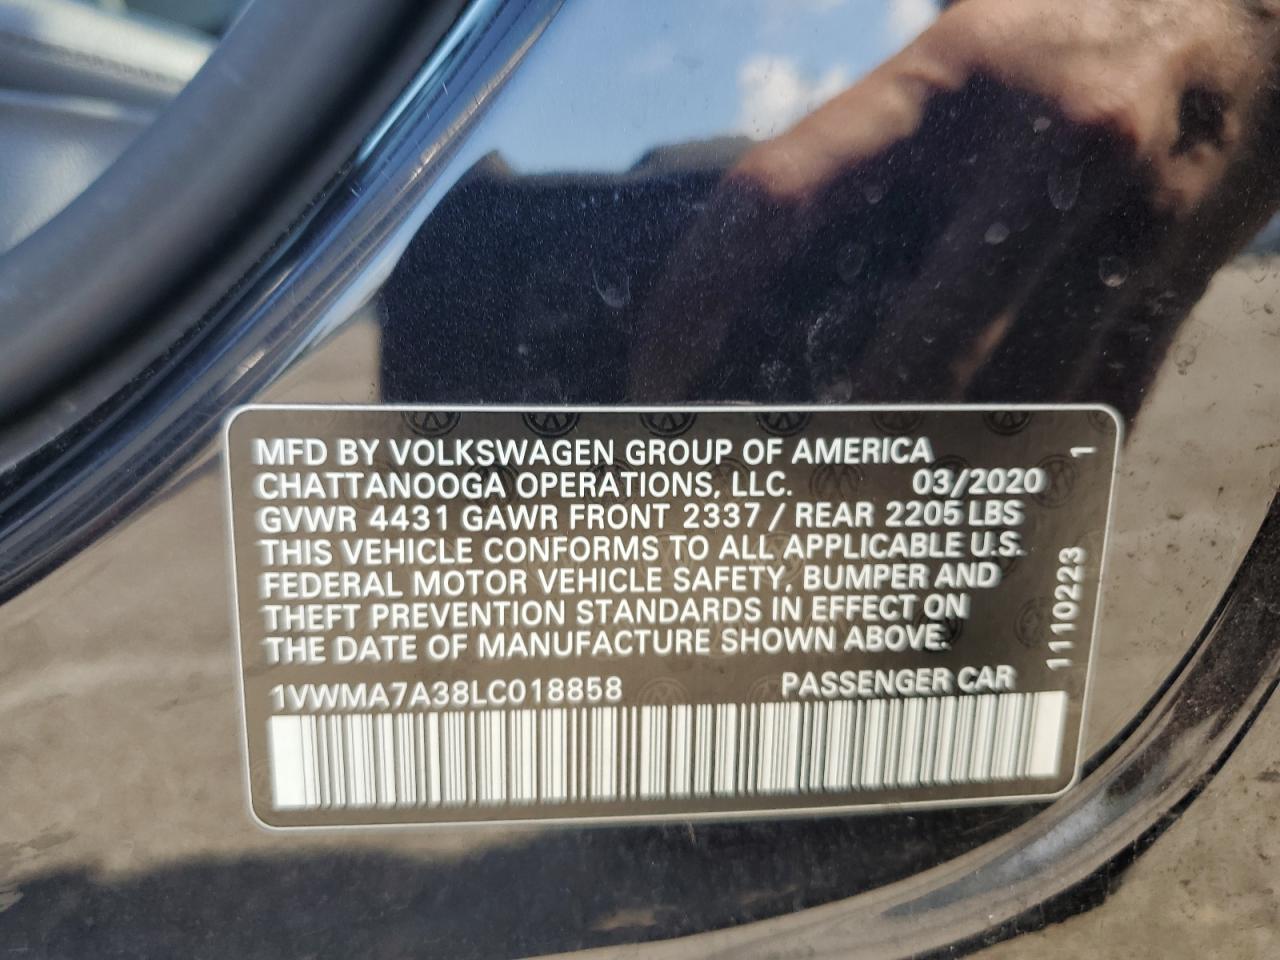 MFD BY VOLKSWAGEN GROUP OF AMERICA
CHATTANOOGA OPERATIONS, LLC. 03/2020
GVWR 4431 GAWR FRONT 2337 / REAR 2205 LBS
THIS VEHICLE CONFORMS TO ALL APPLICABLE U.S.
FEDERAL MOTOR VEHICLE SAFETY, BUMPER AND
THEFT PREVENTION STANDARDS IN EFFECT ON
THE DATE OF MANUFACTURE SHOWN ABOVE.
1VWMA7A38LC018858 PASSENGER CAR
1110223 1